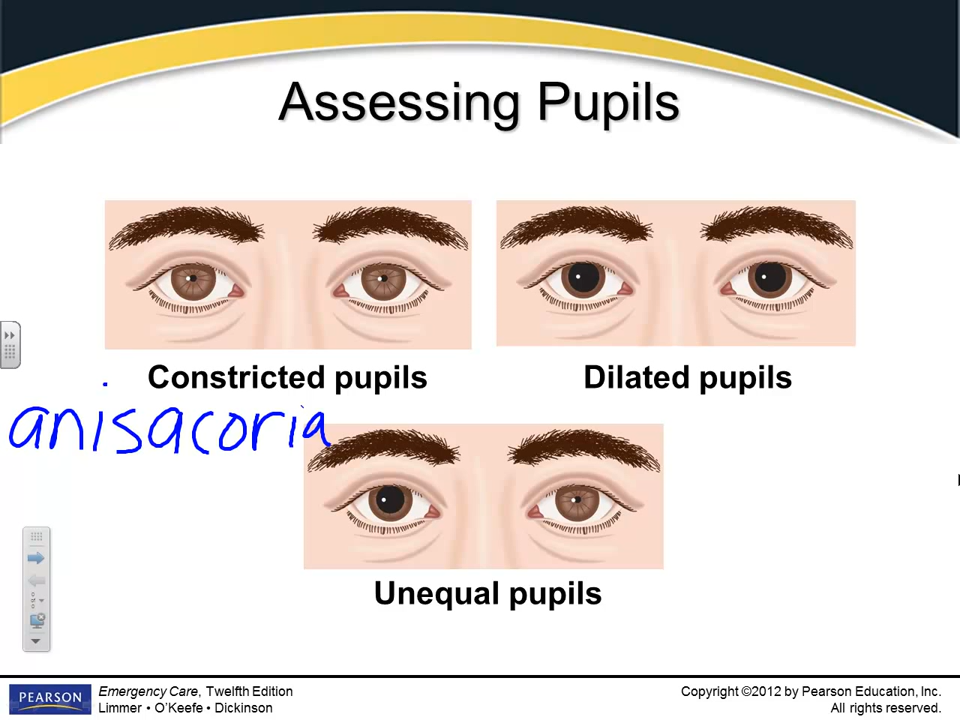 Assessing Pupils
Constricted pupils
Dilated pupils
anisacoria
Unequal pupils
PEARSON
Emergency Care, Twelfth Edition
Limmer • O'Keefe • Dickinson
Copyright ©2012 by Pearson Education, Inc.
All rights reserved.